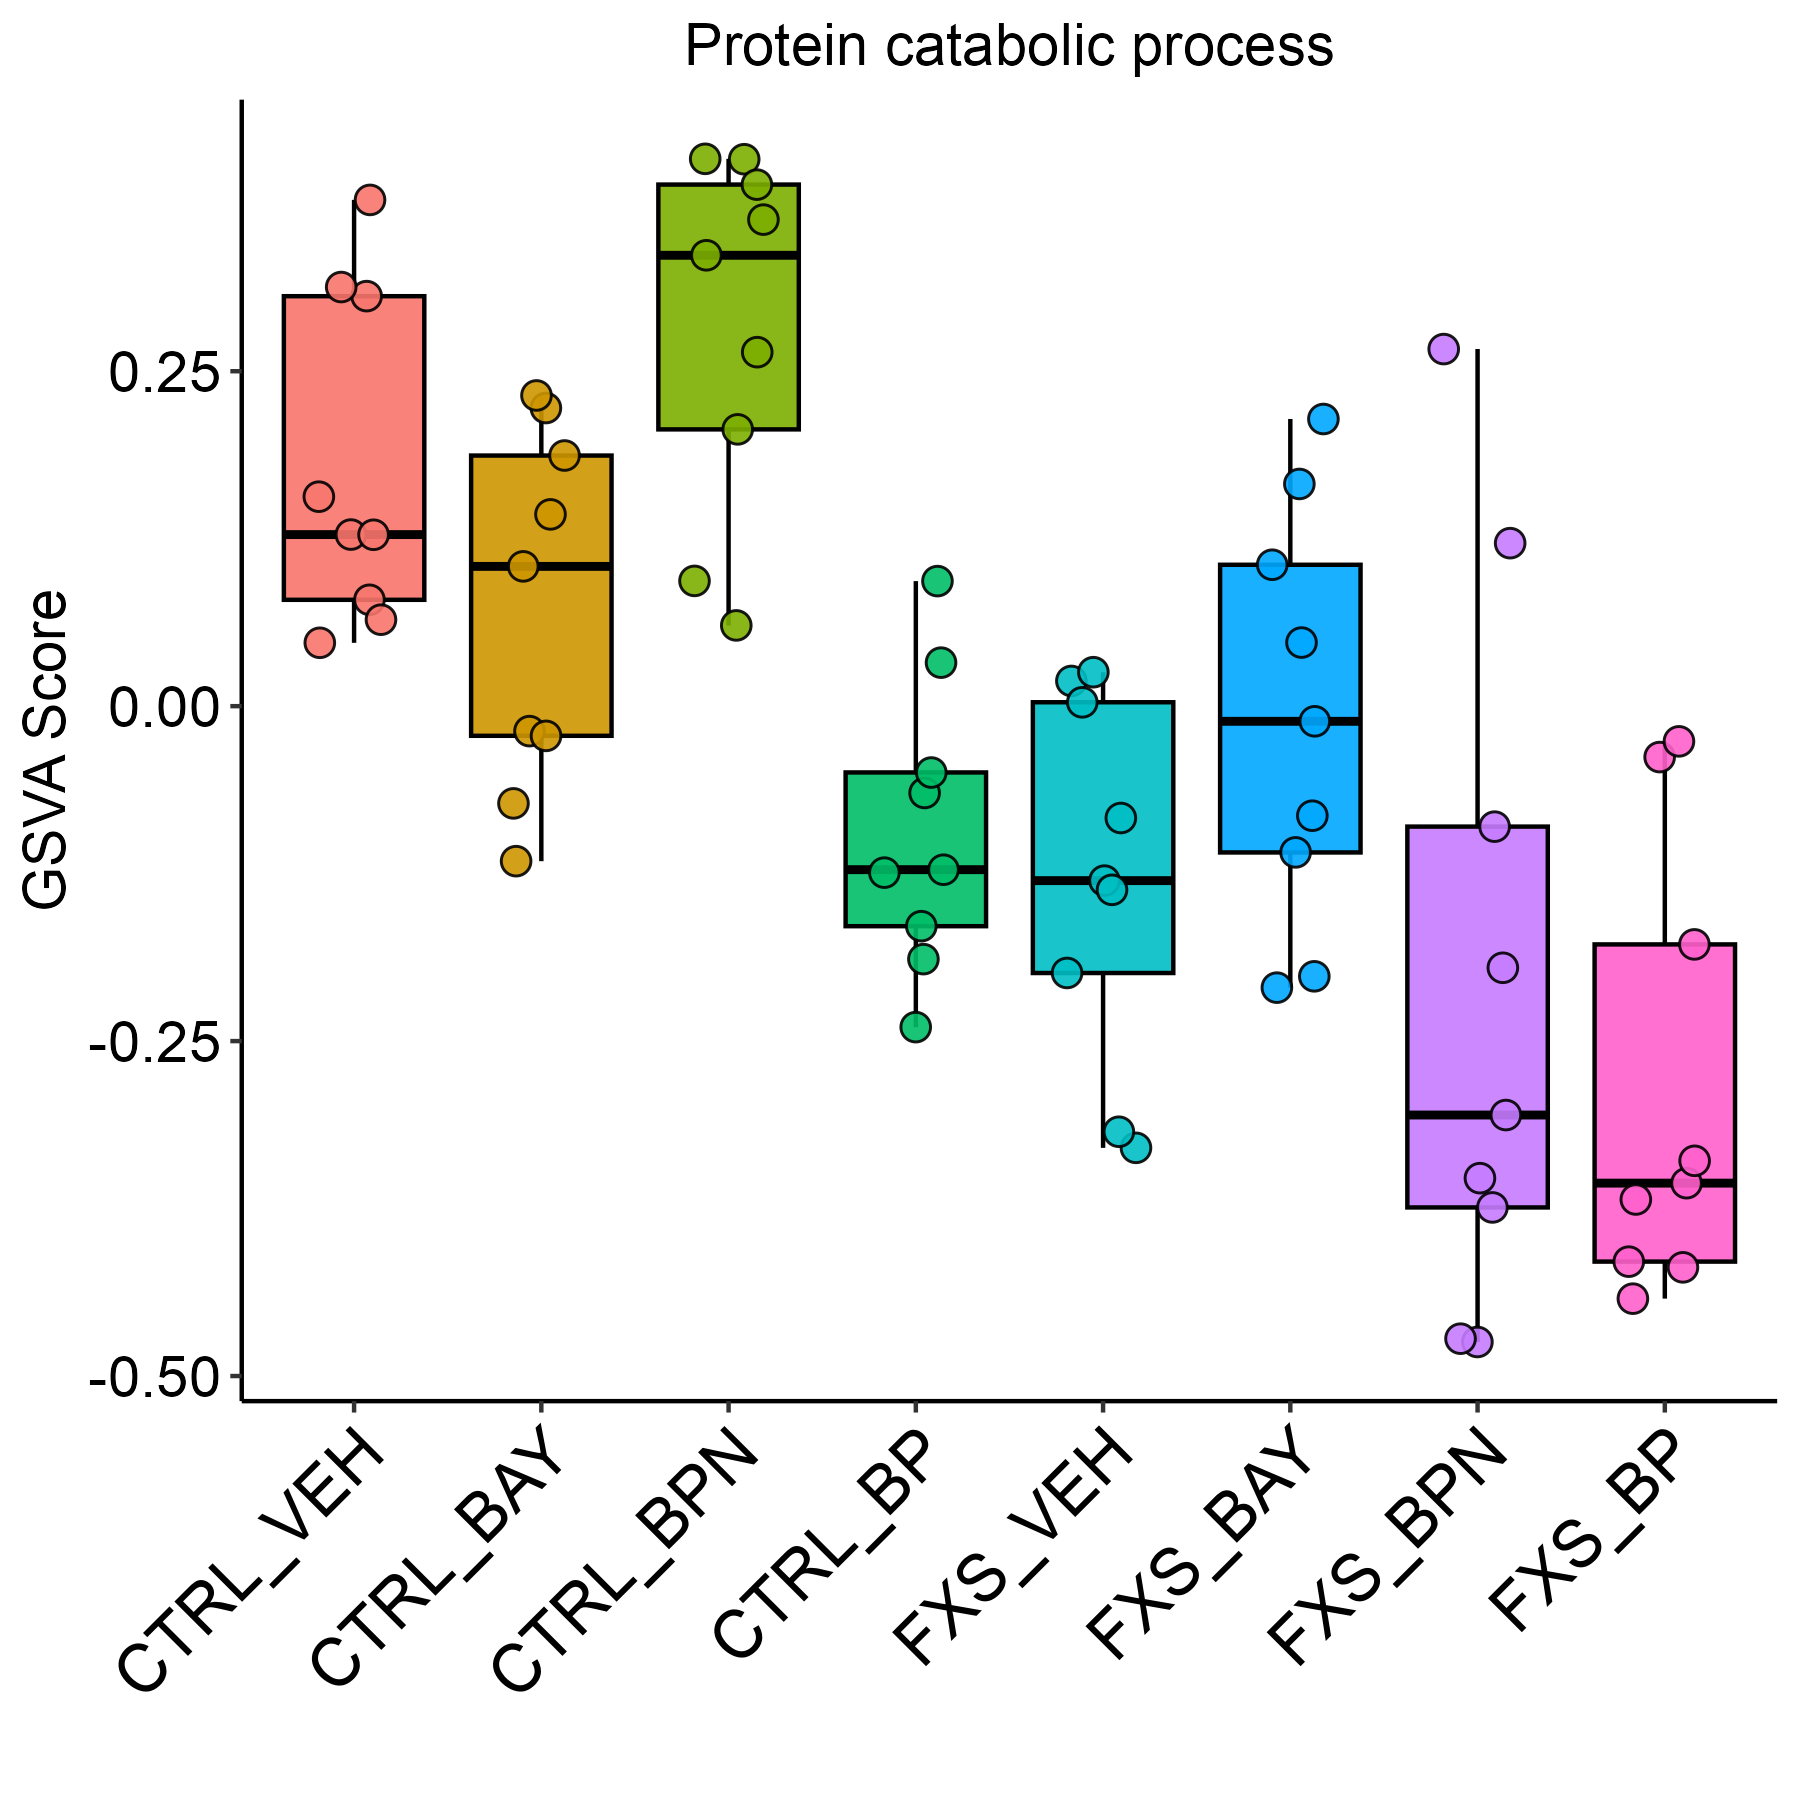 Protein catabolic process
GSVA Score
0.25
0.00
-0.25
-0.50
CTRL_VEH
CTRL_BAY
CTRL_BPN
CTRL_BP
FXS_VEH
FXS_BAY
FXS_BPN
FXS_BP